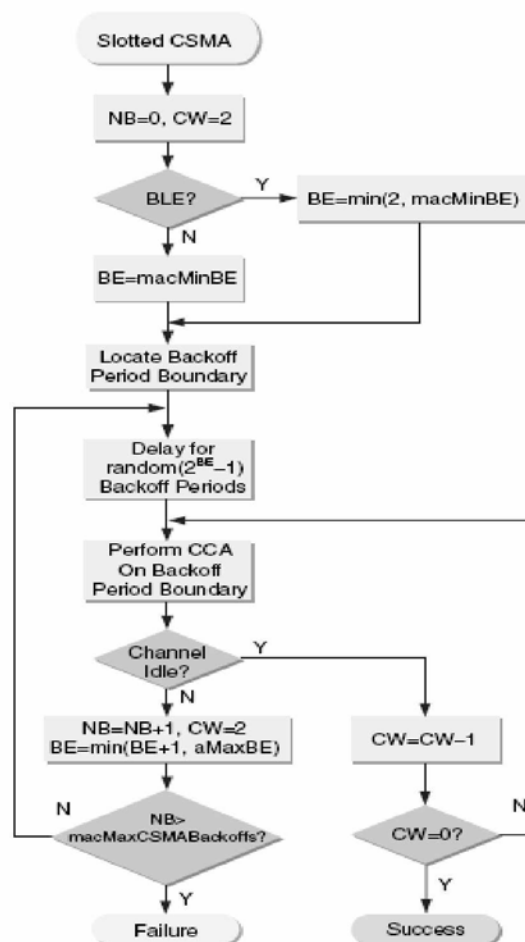 Slotted CSMA
NB=0, CW=2
BLE?
Y
BE=min(2, macMinBE)
N
BE=macMinBE
Locate Backoff
Period Boundary
Delay for
random(2^BE–1)
Backoff Periods
Perform CCA
On Backoff
Period Boundary
Channel
Idle?
Y
N
NB=NB+1, CW=2
BE=min(BE+1, aMaxBE)
CW=CW–1
N
NB>
macMaxCSMABackoffs?
Y
Failure
CW=0?
N
Y
Success